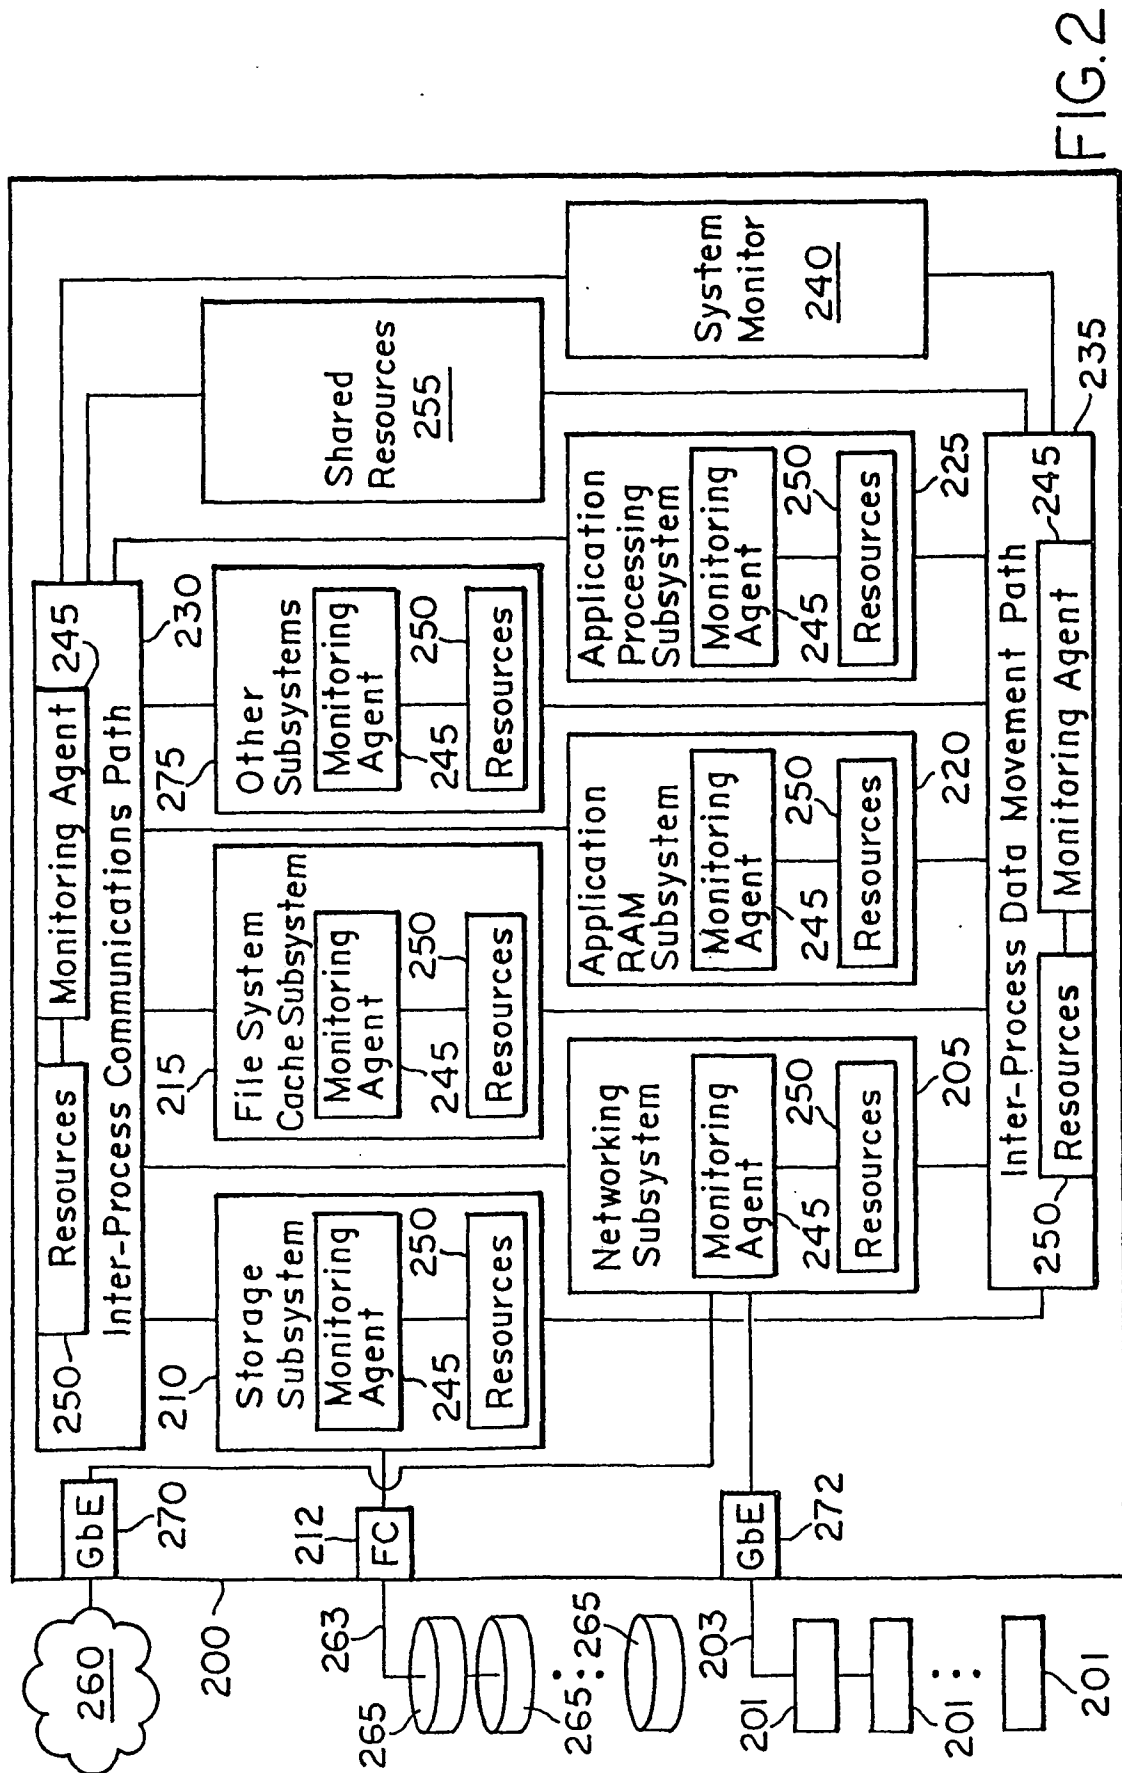 FIG.2
260
200
GbE
270
250
Resources
Monitoring Agent
245
Inter-Process Communications Path
230
210
Storage
Subsystem
Monitoring
Agent
245
250
Resources
215
File System
Cache Subsystem
Monitoring
Agent
245
250
Resources
275
Other
Subsystems
Monitoring
Agent
245
250
Resources
Shared
Resources
255
System
Monitor
240
212
FC
263
265
265
265
GbE
272
203
201
201
201
Networking
Subsystem
Monitoring
Agent
245
250
Resources
205
Application
RAM
Subsystem
Monitoring
Agent
245
250
Resources
220
Application
Processing
Subsystem
Monitoring
Agent
245
250
Resources
225
Inter-Process Data Movement Path
235
250
Resources
Monitoring Agent
245